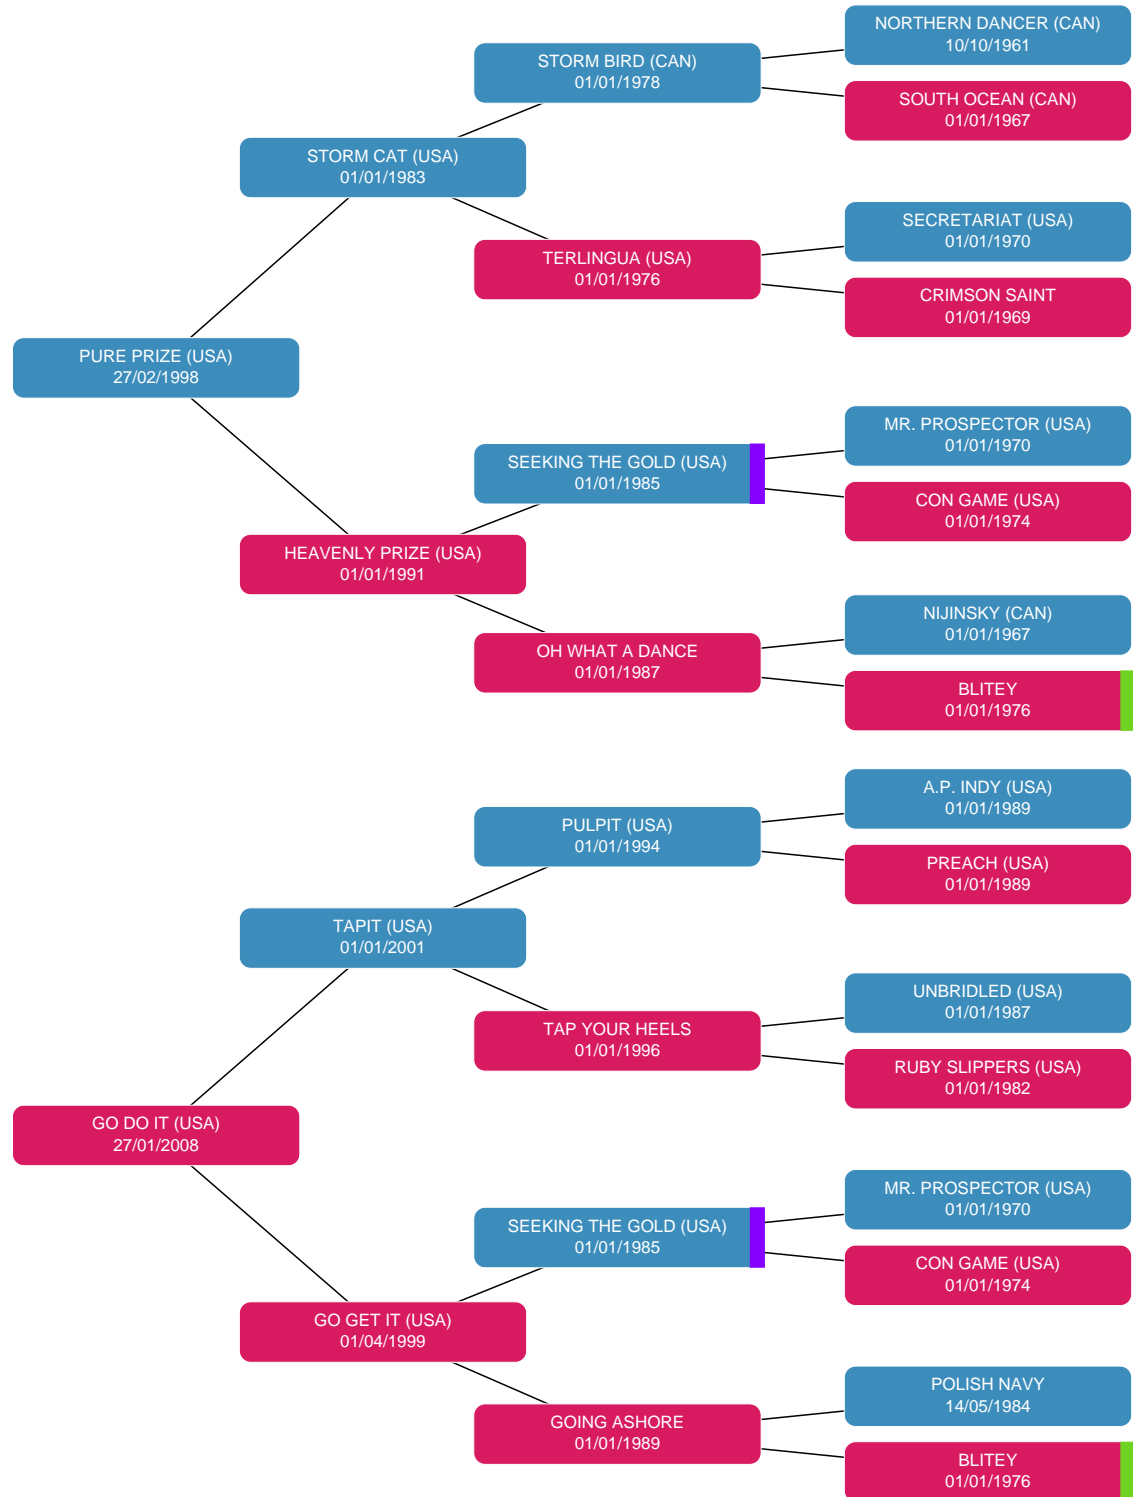 NORTHERN DANCER (CAN)
10/10/1961
STORM BIRD (CAN)
01/01/1978
SOUTH OCEAN (CAN)
01/01/1967
STORM CAT (USA)
01/01/1983
SECRETARIAT (USA)
01/01/1970
TERLINGUA (USA)
01/01/1976
CRIMSON SAINT
01/01/1969
PURE PRIZE (USA)
27/02/1998
MR. PROSPECTOR (USA)
01/01/1970
SEEKING THE GOLD (USA)
01/01/1985
CON GAME (USA)
01/01/1974
HEAVENLY PRIZE (USA)
01/01/1991
NIJINSKY (CAN)
01/01/1967
OH WHAT A DANCE
01/01/1987
BLITEY
01/01/1976
A.P. INDY (USA)
01/01/1989
PULPIT (USA)
01/01/1994
PREACH (USA)
01/01/1989
TAPIT (USA)
01/01/2001
UNBRIDLED (USA)
01/01/1987
TAP YOUR HEELS
01/01/1996
RUBY SLIPPERS (USA)
01/01/1982
GO DO IT (USA)
27/01/2008
MR. PROSPECTOR (USA)
01/01/1970
SEEKING THE GOLD (USA)
01/01/1985
CON GAME (USA)
01/01/1974
GO GET IT (USA)
01/04/1999
POLISH NAVY
14/05/1984
GOING ASHORE
01/01/1989
BLITEY
01/01/1976